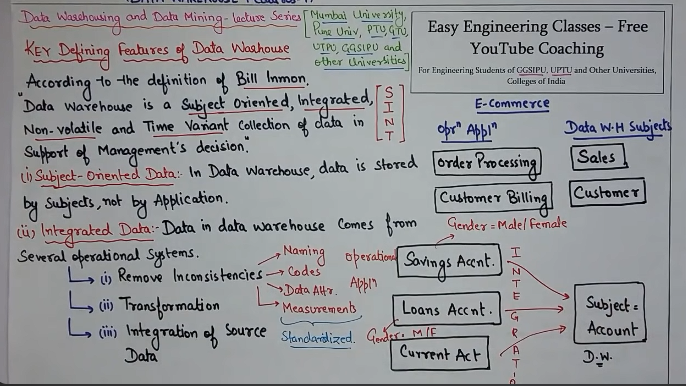 Data Warehousing and Data Mining-Lecture Series
[Mumbai University,
Pune Univ, PTU, GTU,
UTPU, GGSIPU and
other Universities]
Easy Engineering Classes – Free
YouTube Coaching
For Engineering Students of GGSIPU, UPTU and Other Universities,
Colleges of India
Key Defining Features of Data Warhouse
According to the definition of Bill Inmon,
"Data Warehouse is a Subject Oriented, Integrated,
Non-volatile and Time Variant collection of data in
Support of Management's decision."
[S
I
N
T]
(i) Subject-Oriented Data:- In Data Warehouse, data is stored
by Subjects, not by Application.
(ii) Integrated Data:- Data in data warehouse comes from
Several operational Systems.
(i) Remove Inconsistencies
Naming
Codes
Data Attr.
Measurements
Standardized.
(ii) Transformation
(iii) Integration of Source
Data
E-Commerce
oprⁿ Applⁿ
Data W.H Subjects
Order Processing
Sales
Customer Billing
Customer
Gender = Male/Female
operational
Applⁿ
Savings Accnt.
Loans Accnt.
Gender = M/F
Current Act
INTEGRATIO
Subject =
Account
D.W.